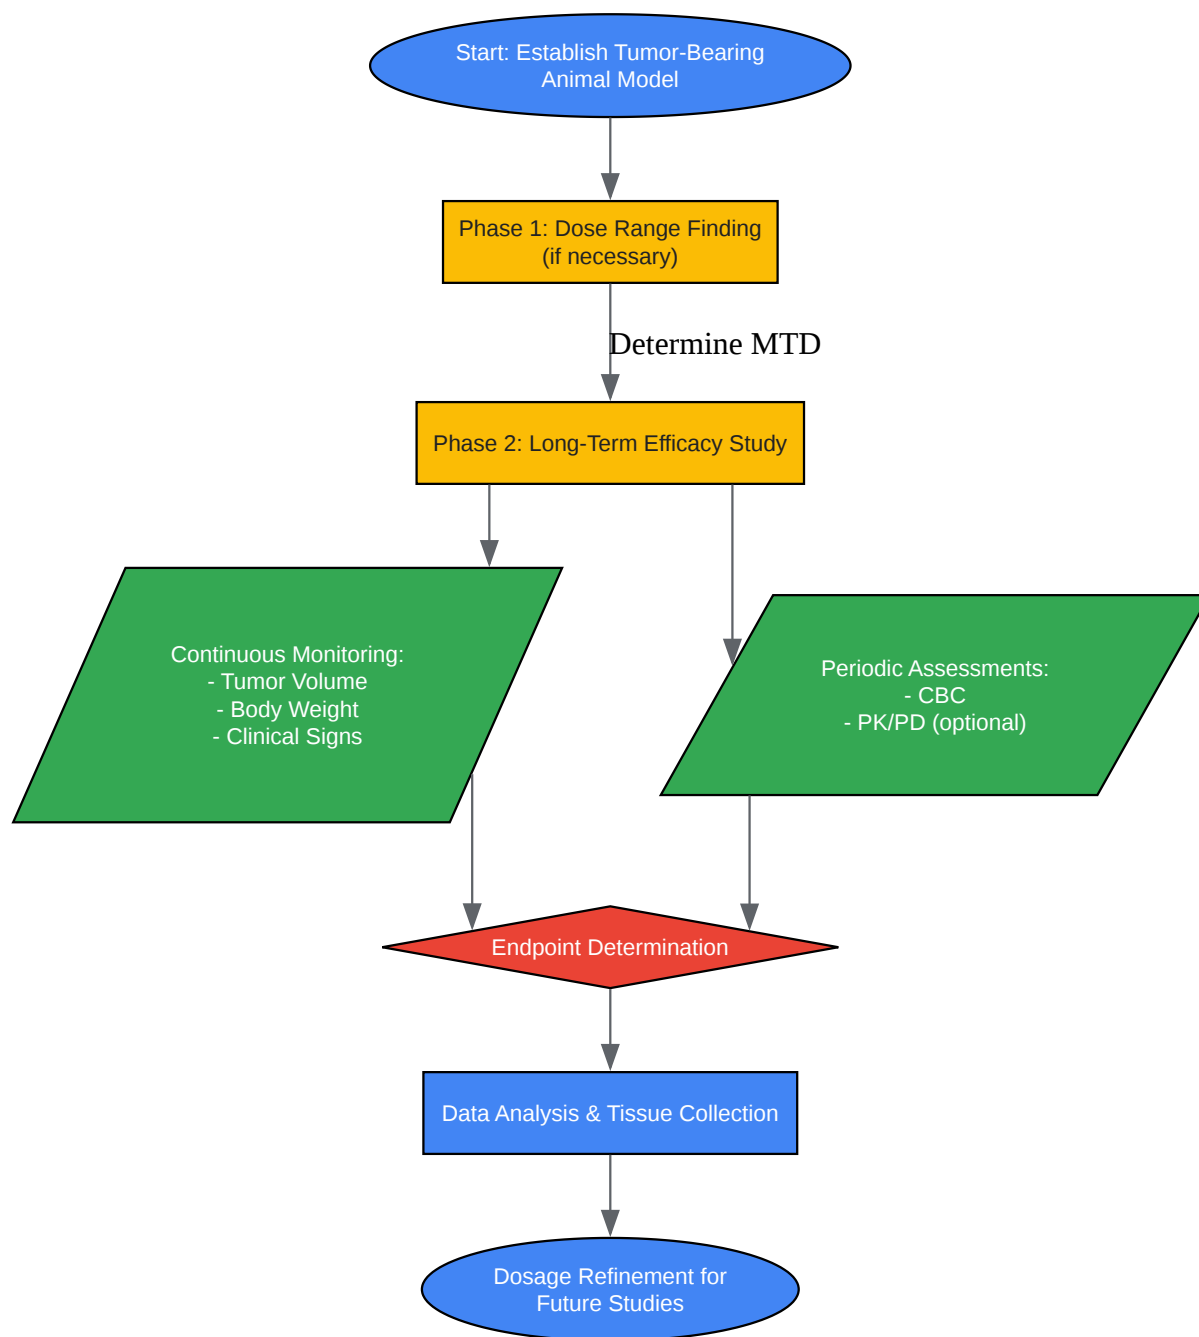 Start: Establish Tumor-Bearing
Animal Model
Phase 1: Dose Range Finding
(if necessary)
Determine MTD
Phase 2: Long-Term Efficacy Study
Continuous Monitoring:
- Tumor Volume
- Body Weight
- Clinical Signs
Periodic Assessments:
- CBC
- PK/PD (optional)
Endpoint Determination
Data Analysis & Tissue Collection
Dosage Refinement for
Future Studies